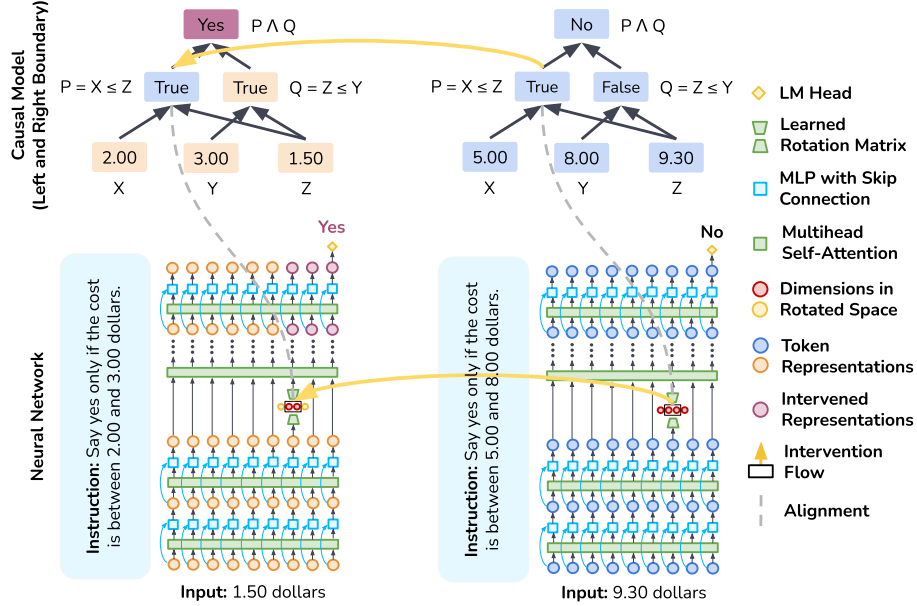 Causal Model
(Left and Right Boundary)
Yes
P ∧ Q
P = X ≤ Z
True
True
Q = Z ≤ Y
2.00
3.00
1.50
X
Y
Z
No
P ∧ Q
P = X ≤ Z
True
False
Q = Z ≤ Y
5.00
8.00
9.30
X
Y
Z
Neural Network
Instruction: Say yes only if the cost
is between 2.00 and 3.00 dollars.
Yes
Input: 1.50 dollars
Instruction: Say yes only if the cost
is between 5.00 and 8.00 dollars.
No
Input: 9.30 dollars
LM Head
Learned
Rotation Matrix
MLP with Skip
Connection
Multihead
Self-Attention
Dimensions in
Rotated Space
Token
Representations
Intervened
Representations
Intervention
Flow
Alignment